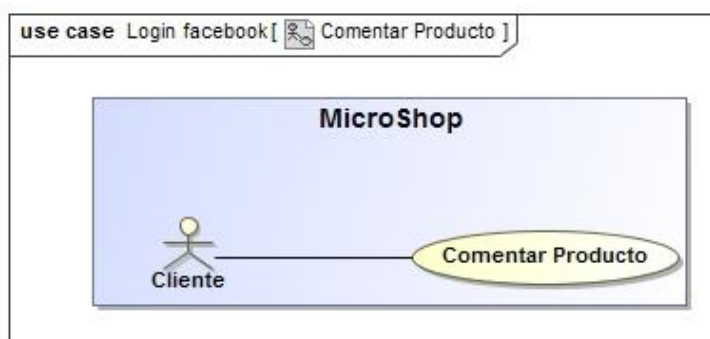 use case Login facebook[ Comentar Producto ]
MicroShop
Cliente
Comentar Producto